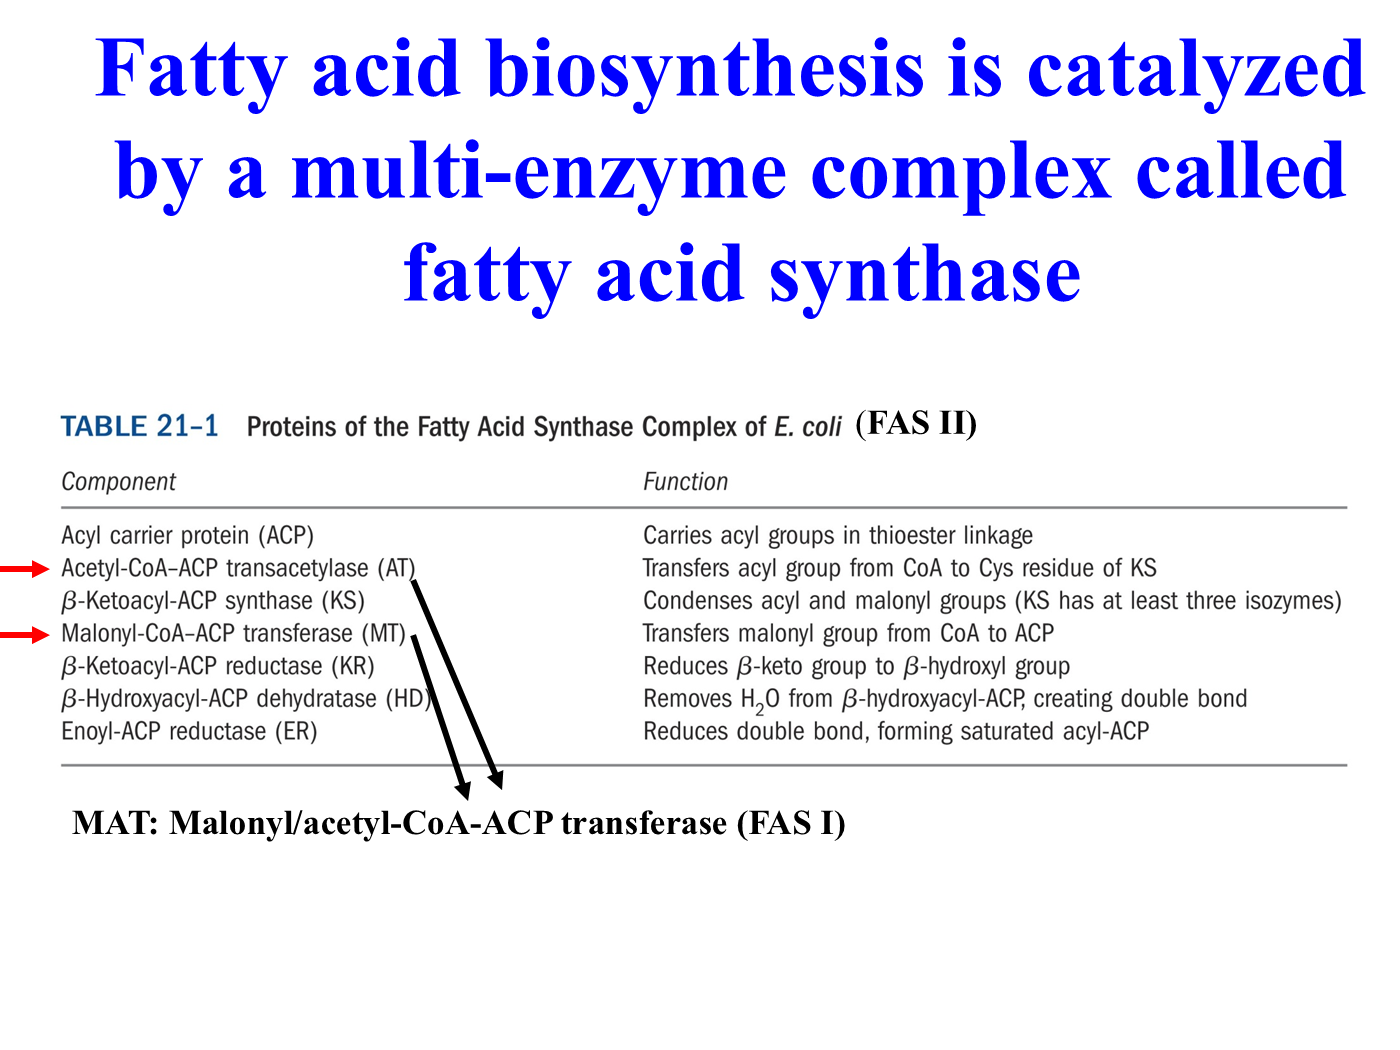 Fatty acid biosynthesis is catalyzed
by a multi-enzyme complex called
fatty acid synthase
TABLE 21–1 Proteins of the Fatty Acid Synthase Complex of E. coli (FAS II)
Component Function
Acyl carrier protein (ACP) Carries acyl groups in thioester linkage
Acetyl-CoA–ACP transacetylase (AT) Transfers acyl group from CoA to Cys residue of KS
β-Ketoacyl-ACP synthase (KS) Condenses acyl and malonyl groups (KS has at least three isozymes)
Malonyl-CoA–ACP transferase (MT) Transfers malonyl group from CoA to ACP
β-Ketoacyl-ACP reductase (KR) Reduces β-keto group to β-hydroxyl group
β-Hydroxyacyl-ACP dehydratase (HD) Removes H₂O from β-hydroxyacyl-ACP, creating double bond
Enoyl-ACP reductase (ER) Reduces double bond, forming saturated acyl-ACP
MAT: Malonyl/acetyl-CoA-ACP transferase (FAS I)